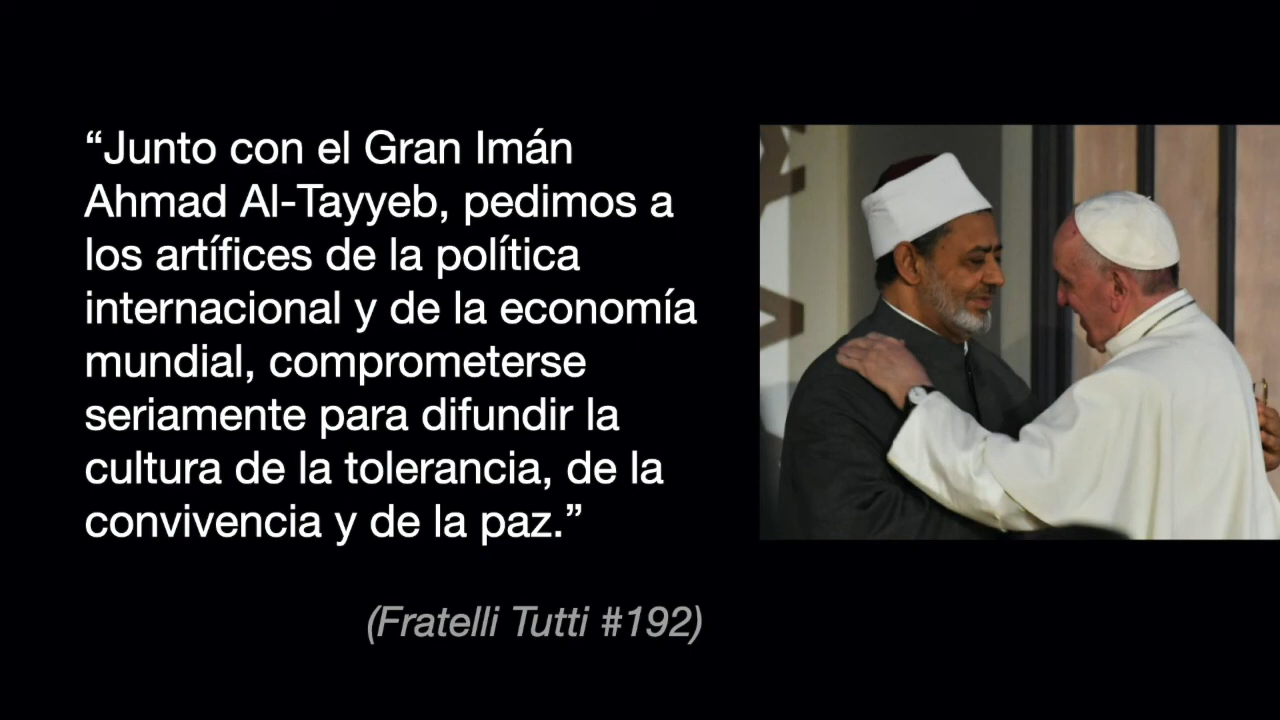 “Junto con el Gran Imán
Ahmad Al-Tayyeb, pedimos a
los artífices de la política
internacional y de la economía
mundial, comprometerse
seriamente para difundir la
cultura de la tolerancia, de la
convivencia y de la paz.”
(Fratelli Tutti #192)